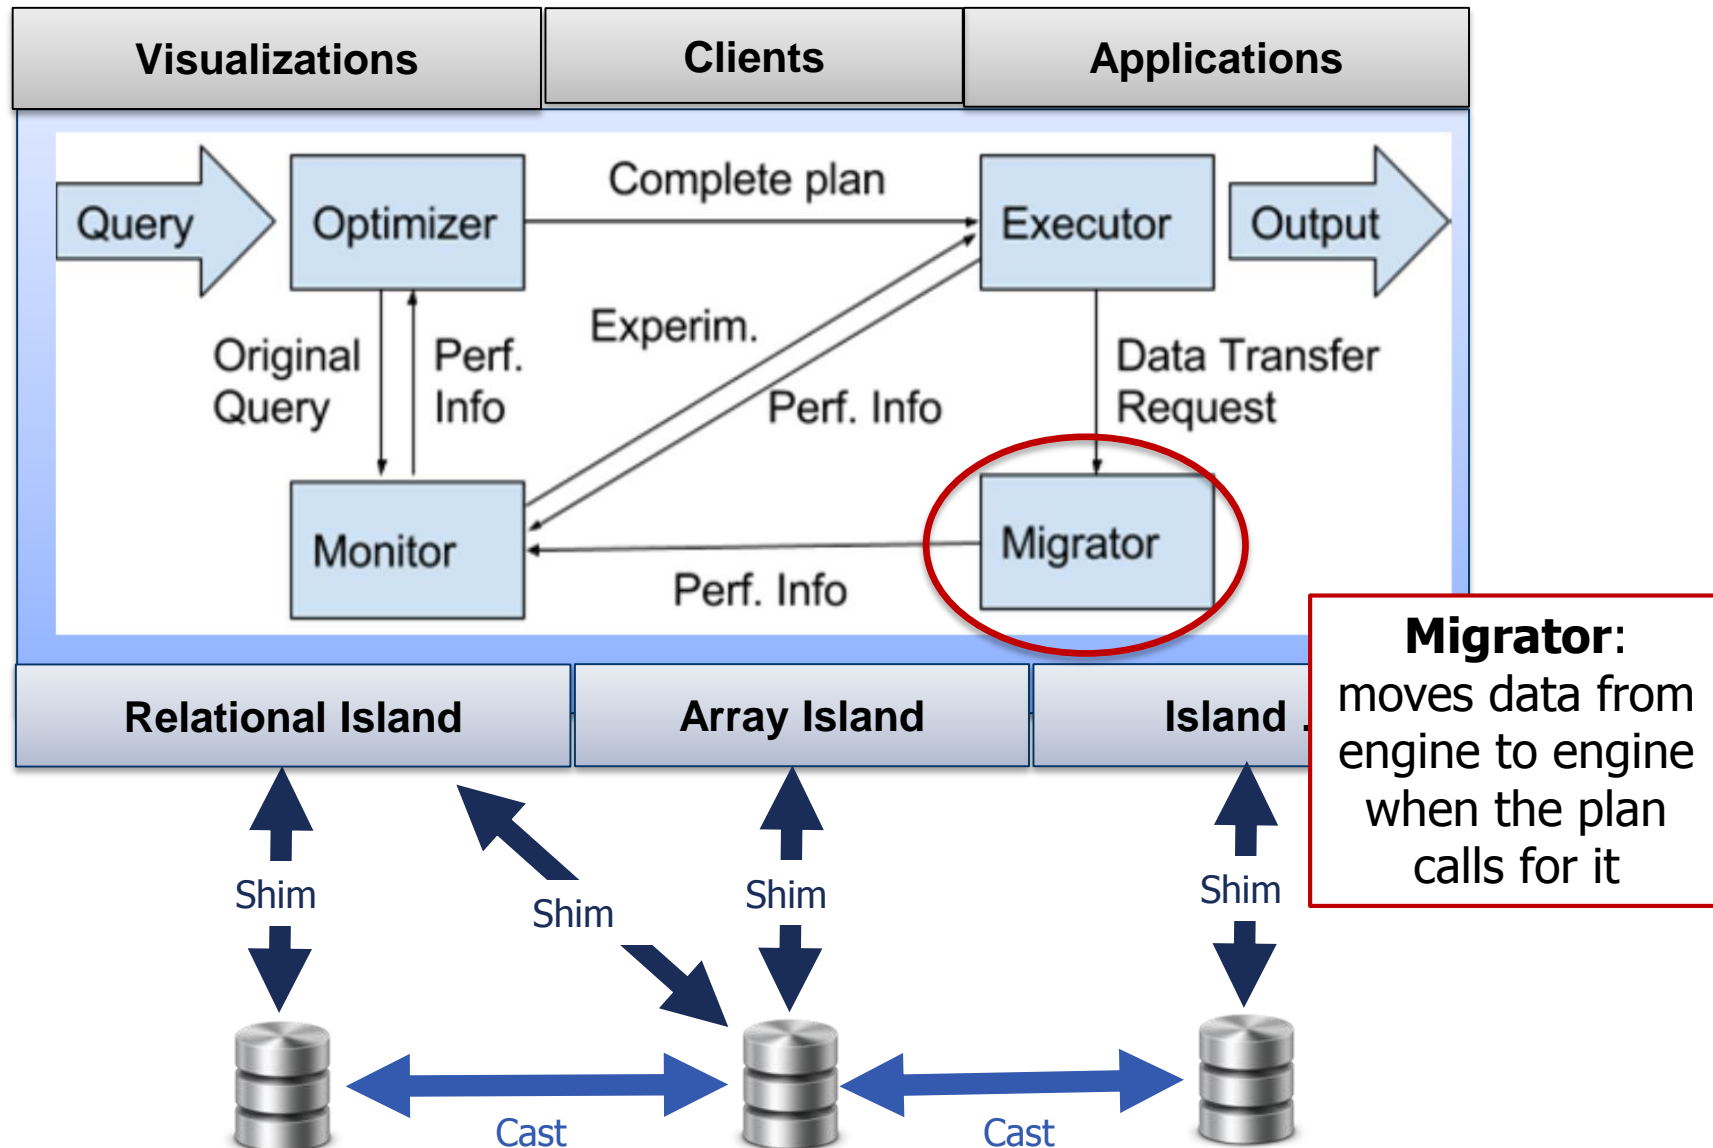 Visualizations
Clients
Applications
Query
Optimizer
Complete plan
Executor
Output
Experim.
Original
Query
Perf.
Info
Perf. Info
Data Transfer
Request
Monitor
Perf. Info
Migrator
Migrator:
moves data from
engine to engine
when the plan
calls for it
Relational Island
Array Island
Island .
Shim
Shim
Shim
Shim
Cast
Cast